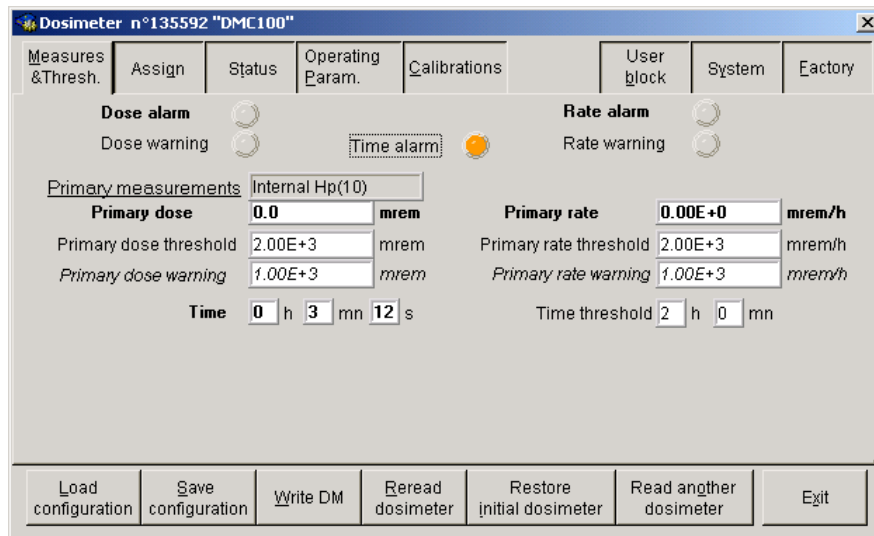 Dosimeter n°135592 "DMC100"
Measures &Thresh.
Assign
Status
Operating Param.
Calibrations
User block
System
Factory
Dose alarm
Rate alarm
Dose warning
Time alarm
Rate warning
Primary measurements Internal Hp(10)
Primary dose 0.0 mrem
Primary rate 0.00E+0 mrem/h
Primary dose threshold 2.00E+3 mrem
Primary rate threshold 2.00E+3 mrem/h
Primary dose warning 1.00E+3 mrem
Primary rate warning 1.00E+3 mrem/h
Time 0 h 3 mn 12 s
Time threshold 2 h 0 mn
Load configuration
Save configuration
Write DM
Reread dosimeter
Restore initial dosimeter
Read another dosimeter
Exit